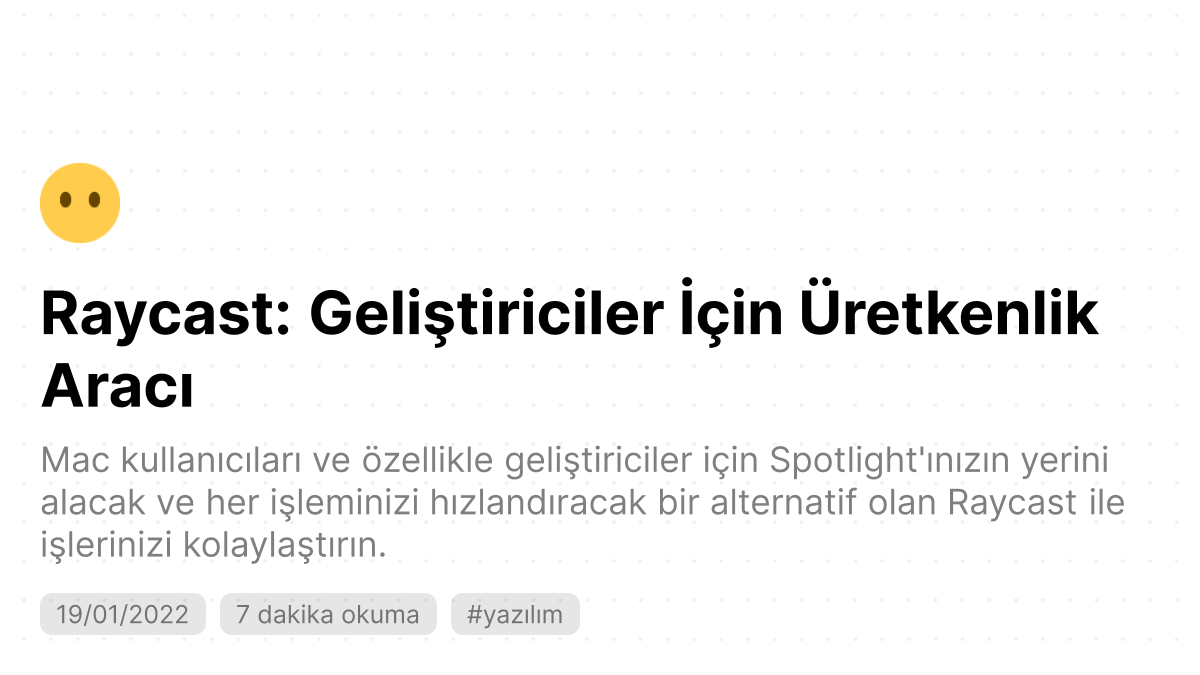 Raycast: Geliştiriciler İçin Üretkenlik
Aracı
Mac kullanıcıları ve özellikle geliştiriciler için Spotlight'ınızın yerini
alacak ve her işleminizi hızlandıracak bir alternatif olan Raycast ile
işlerinizi kolaylaştırın.
19/01/2022 7 dakika okuma #yazılım